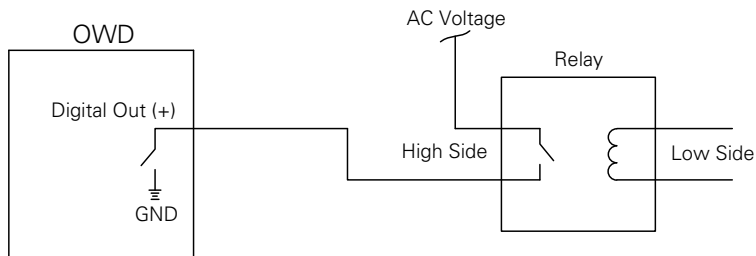 AC Voltage
OWD
Relay
Digital Out (+)
High Side
Low Side
GND